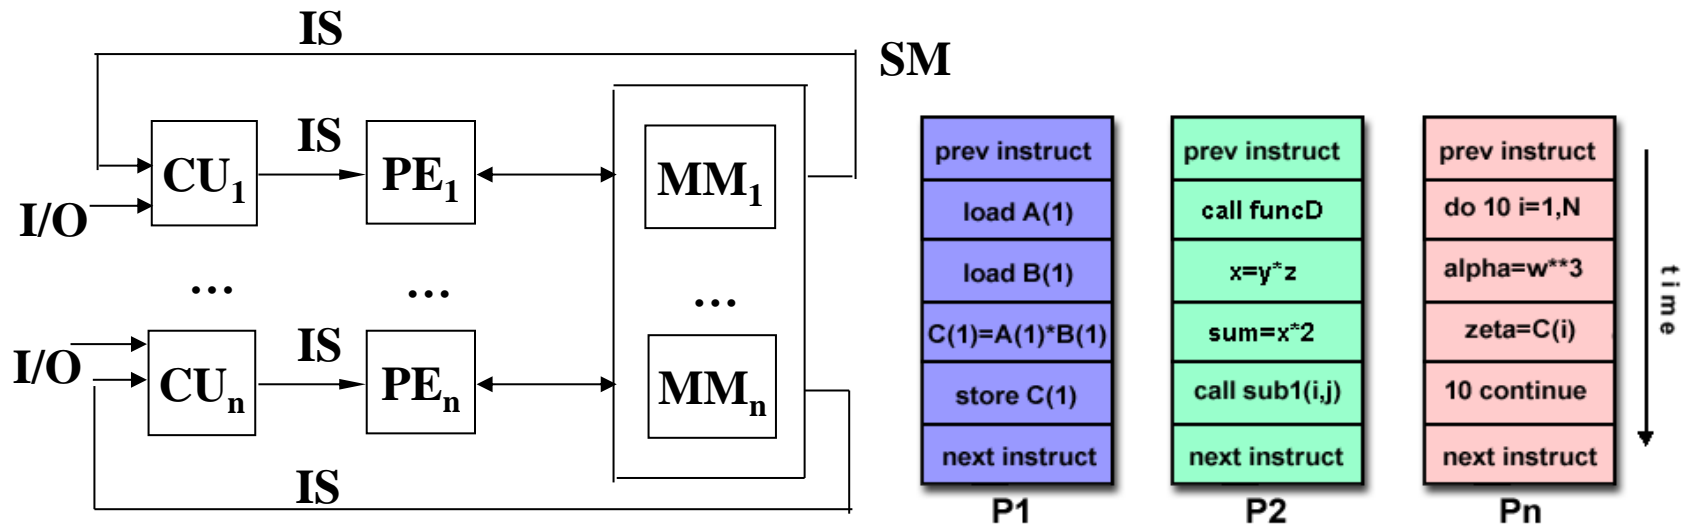 IS
SM
IS
CU1
PE1
MM1
I/O
... ... ...
IS
I/O
CUn
PEn
MMn
IS
prev instruct
load A(1)
load B(1)
C(1)=A(1)*B(1)
store C(1)
next instruct
P1
prev instruct
call funcD
x=y*z
sum=x*2
call sub1(i,j)
next instruct
P2
prev instruct
do 10 i=1,N
alpha=w**3
zeta=C(i)
10 continue
next instruct
Pn
time